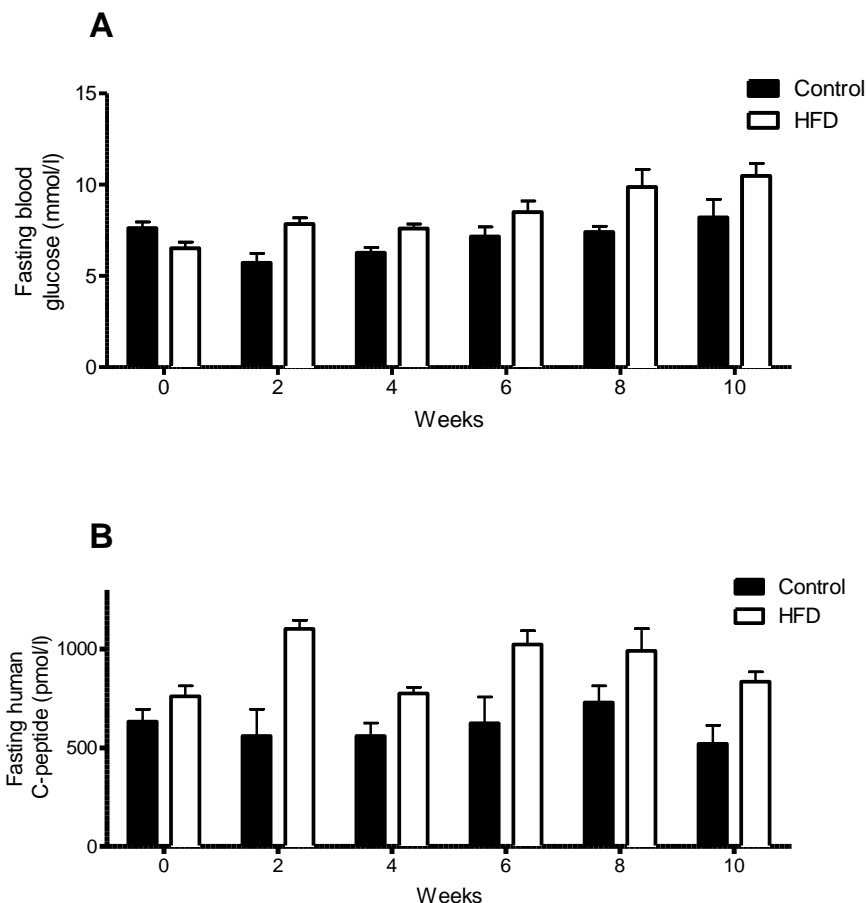 A
15
10
5
0
Fasting blood
glucose (mmol/l)
Control
HFD
0 2 4 6 8 10
Weeks
B
1000
500
0
Fasting human
C-peptide (pmol/l)
Control
HFD
0 2 4 6 8 10
Weeks